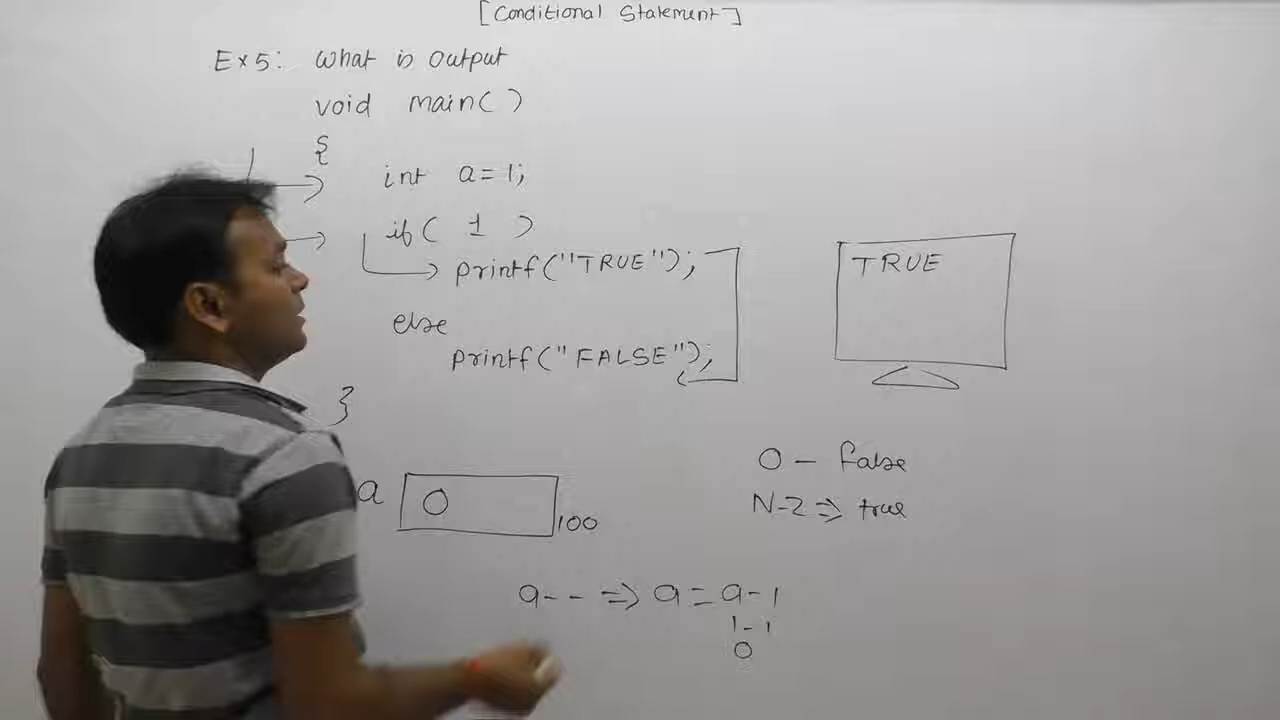 [Conditional Statement]
Ex5: What is output
void main( )
{
int a=1;
if( 1 )
printf("TRUE");
else
printf("FALSE");
}
TRUE
0 - false
N-Z => true
a 0 100
a-- => a = a-1
1-1
0